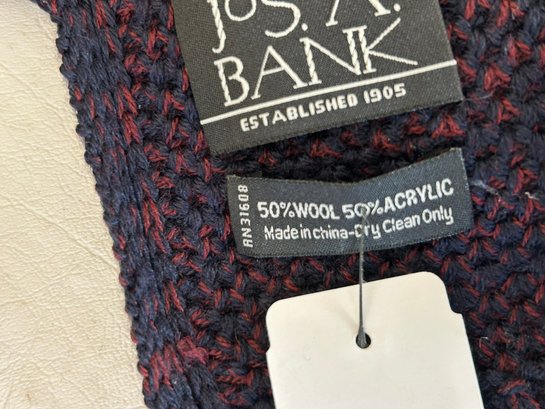 JoS. A.
BANK
ESTABLISHED 1905
RN31608
50%WOOL 50%ACRYLIC
Made in china-Dry Clean Only